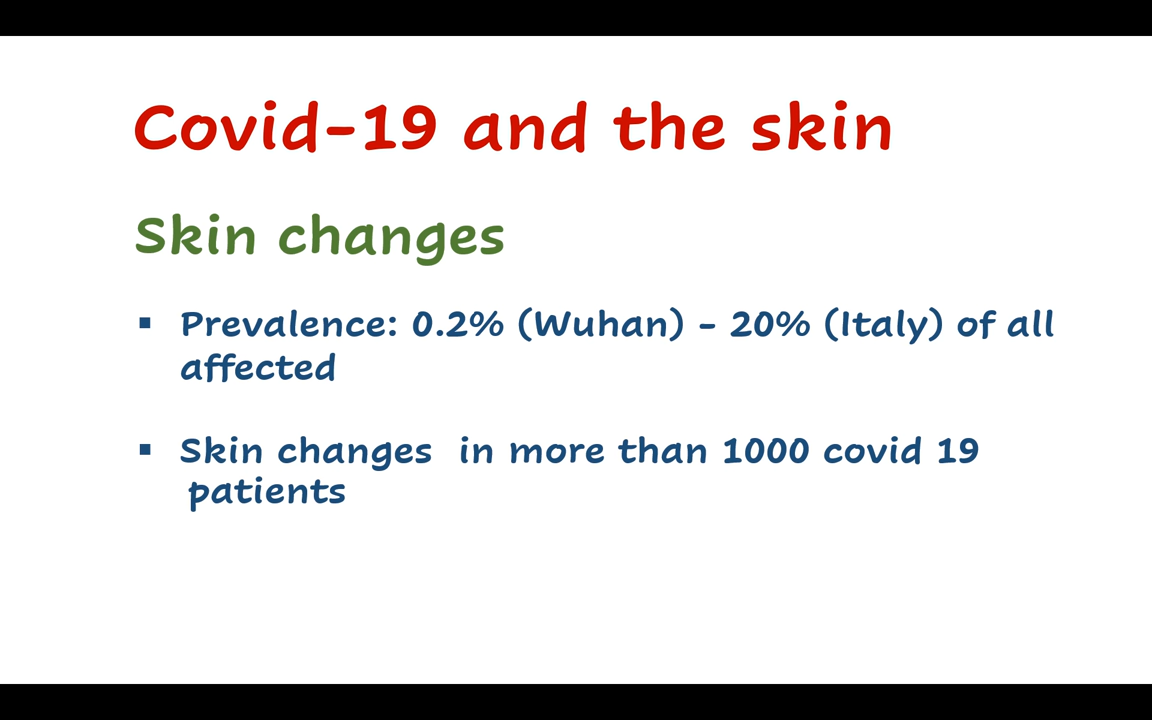 Covid-19 and the skin
Skin changes
▪ Prevalence: 0.2% (Wuhan) - 20% (Italy) of all
affected
▪ Skin changes  in more than 1000 covid 19
patients